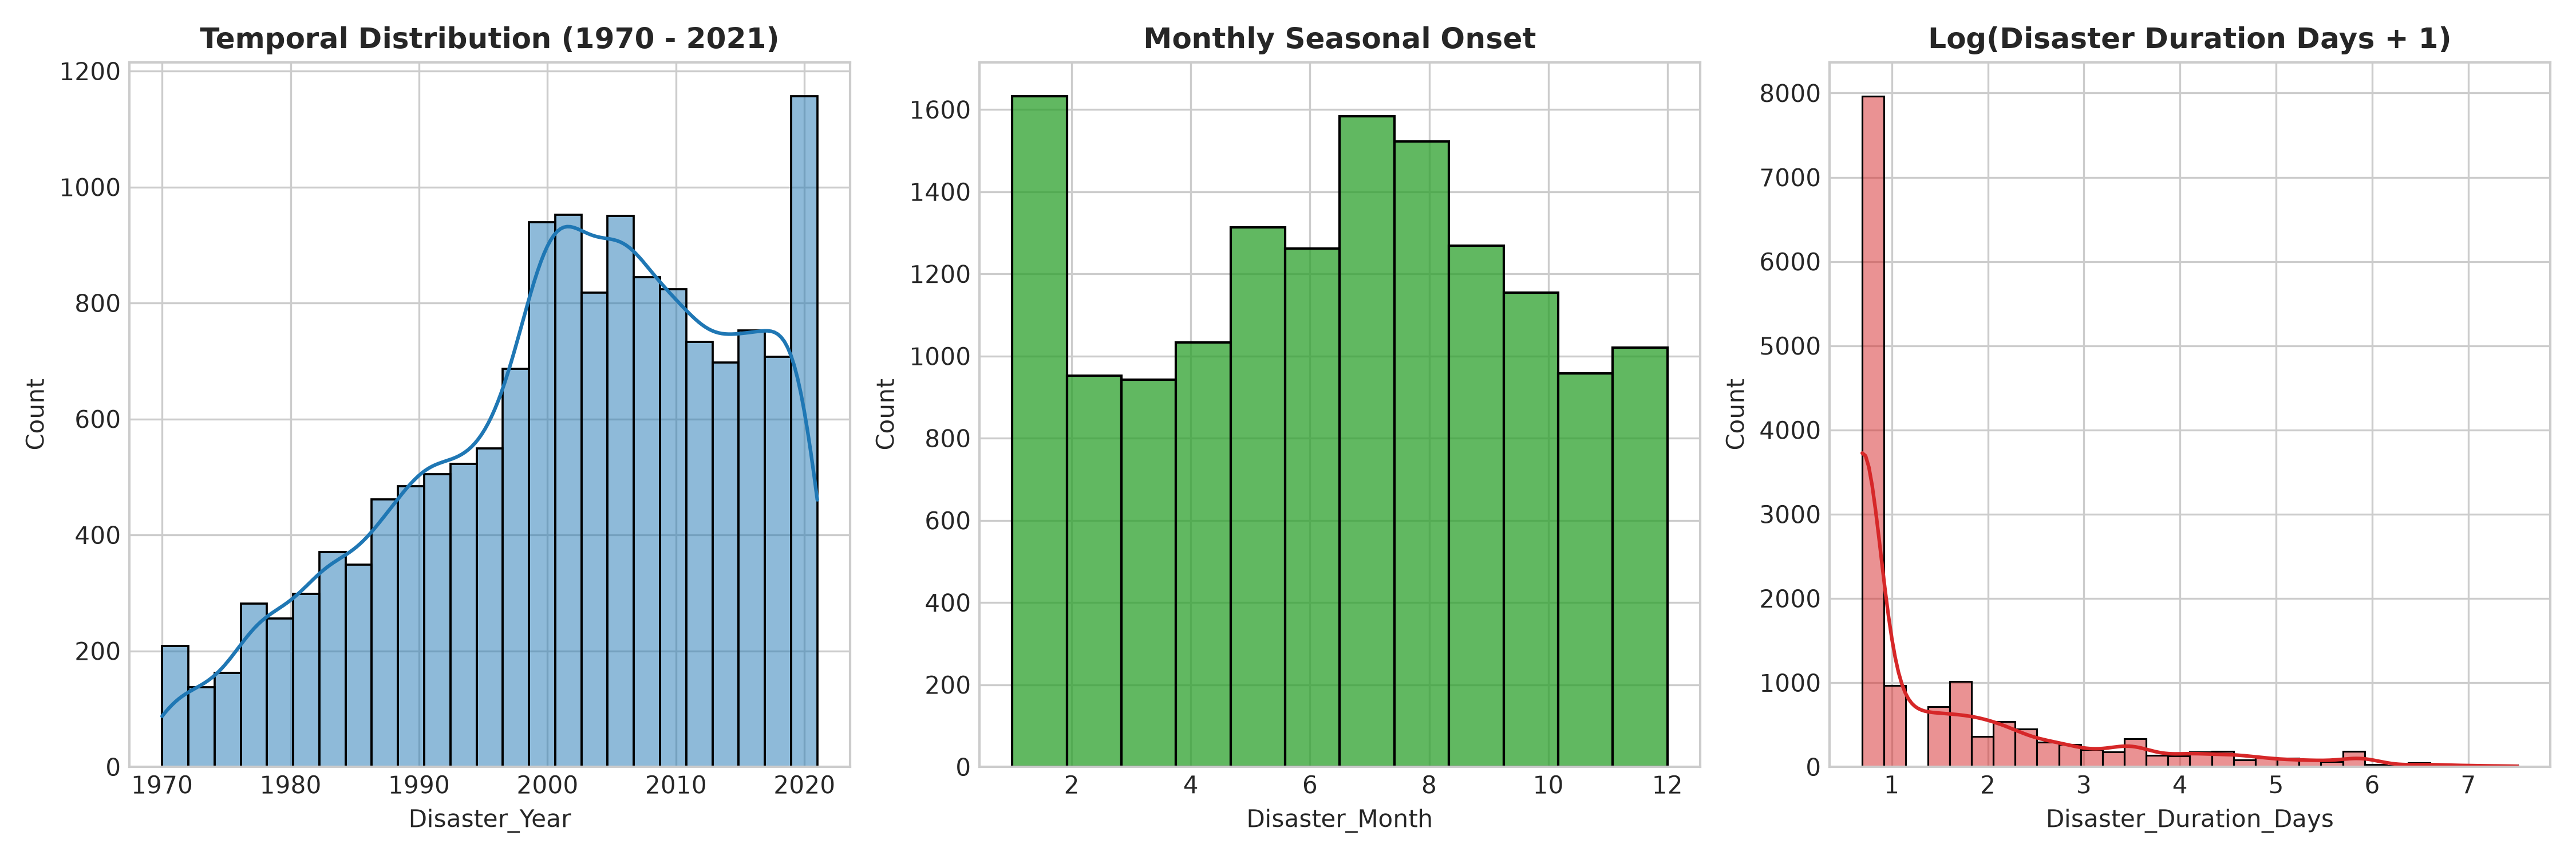 Temporal Distribution (1970 - 2021)
1200
1000
800
600
400
200
0
Count
1970 1980 1990 2000 2010 2020
Disaster_Year
Monthly Seasonal Onset
1600
1400
1200
1000
800
600
400
200
0
Count
2 4 6 8 10 12
Disaster_Month
Log(Disaster Duration Days + 1)
8000
7000
6000
5000
4000
3000
2000
1000
0
Count
1 2 3 4 5 6 7
Disaster_Duration_Days